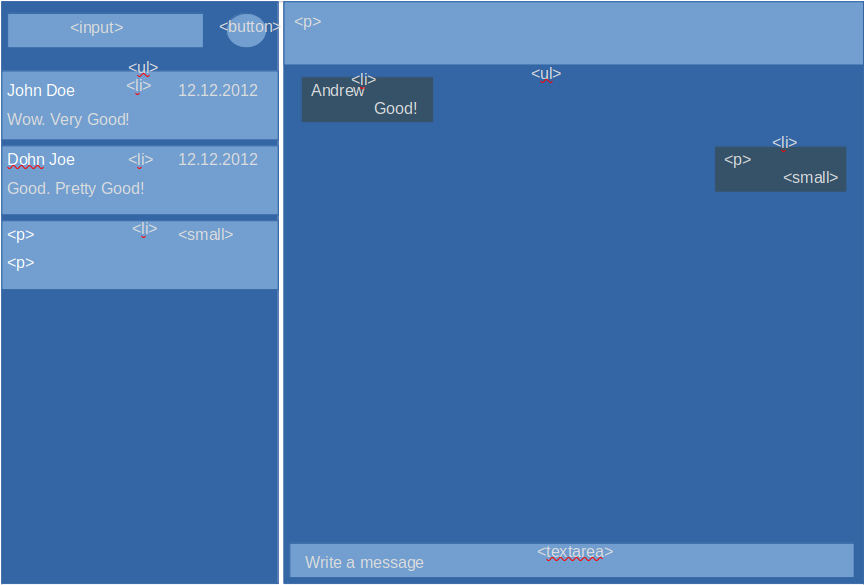 <input>
<button>
<ul>
<li>
John Doe 12.12.2012
Wow. Very Good!
Dohn Joe <li> 12.12.2012
Good. Pretty Good!
<li>
<p> <small>
<p>
<p>
<ul>
<li>
Andrew
Good!
<li>
<p>
<small>
<textarea>
Write a message